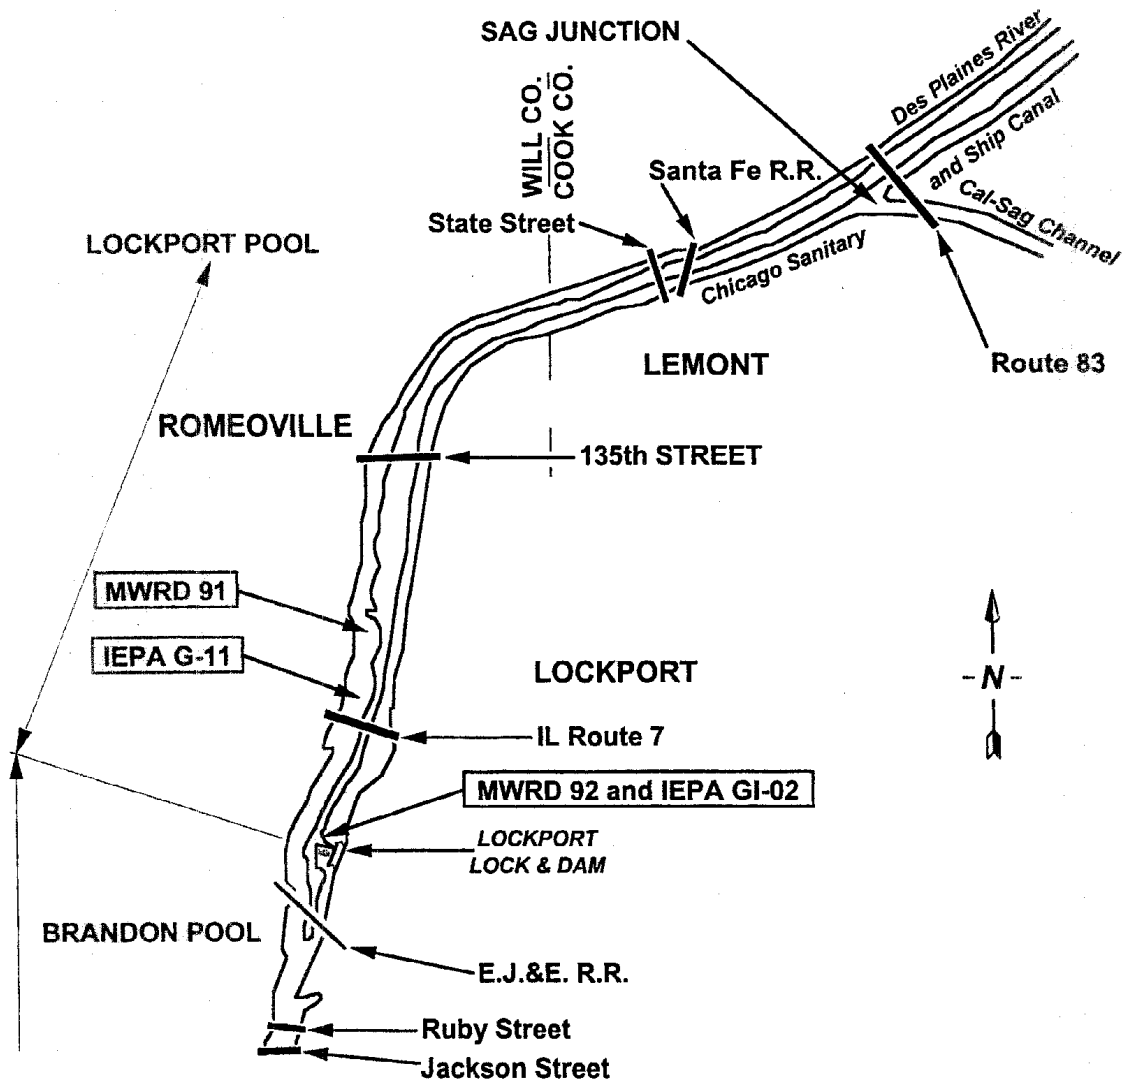 SAG JUNCTION
Des Plaines River
WILL CO.
COOK CO.
and Ship Canal
Santa Fe R.R.
Cal-Sag Channel
State Street
LOCKPORT POOL
Chicago Sanitary
LEMONT
Route 83
ROMEOVILLE
135th STREET
MWRD 91
IEPA G-11
LOCKPORT
- N -
IL Route 7
MWRD 92 and IEPA GI-02
LOCKPORT
LOCK & DAM
BRANDON POOL
E.J.&E. R.R.
Ruby Street
Jackson Street